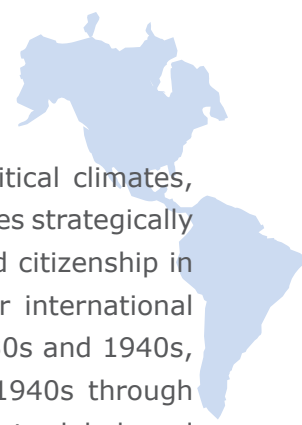 itical climates,
es strategically
d citizenship in
r international
0s and 1940s,
1940s through